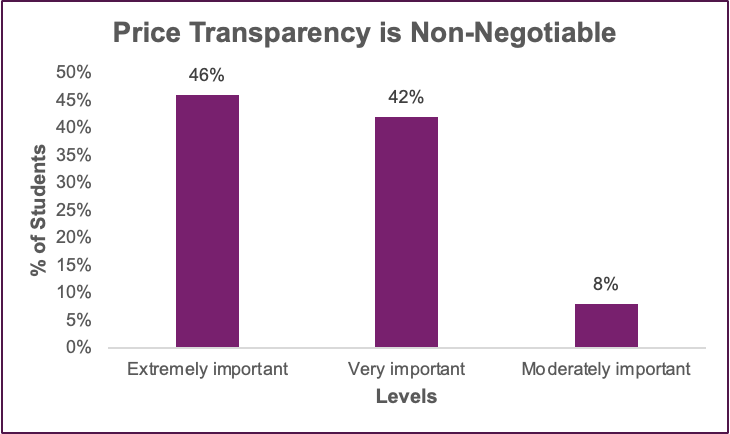 Price Transparency is Non-Negotiable
50%
45%
40%
35%
30%
25%
20%
15%
10%
5%
0%
% of Students
46%
42%
8%
Extremely important
Very important
Moderately important
Levels